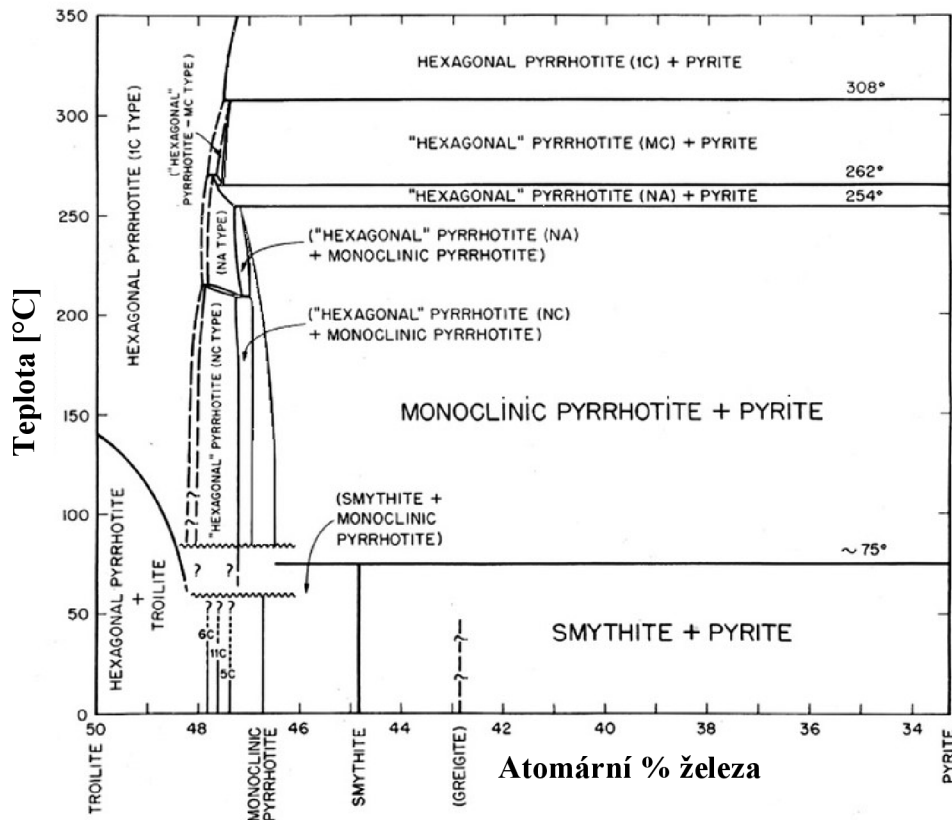 350
300
250
200
150
100
50
0
Teplota [°C]
HEXAGONAL PYRRHOTITE (1C TYPE)
("HEXAGONAL"
PYRRHOTITE - MC TYPE)
HEXAGONAL PYRRHOTITE (1C) + PYRITE
308°
"HEXAGONAL" PYRRHOTITE (MC) + PYRITE
262°
"HEXAGONAL" PYRRHOTITE (NA) + PYRITE
254°
(NA TYPE)
("HEXAGONAL" PYRRHOTITE (NA)
+ MONOCLINIC PYRRHOTITE)
("HEXAGONAL" PYRRHOTITE (NC)
+ MONOCLINIC PYRRHOTITE)
"HEXAGONAL" PYRRHOTITE (NC TYPE)
MONOCLINIC PYRRHOTITE + PYRITE
? ?
(SMYTHITE +
MONOCLINIC
PYRRHOTITE)
~ 75°
? ?
HEXAGONAL PYRRHOTITE
+
TROILITE
? ? ?
6C
11C
5C
SMYTHITE + PYRITE
? ?
50 48 46 44 42 40 38 36 34
TROILITE
MONOCLINIC
PYRRHOTITE
SMYTHITE
(GREIGITE)
Atomární % železa
PYRITE